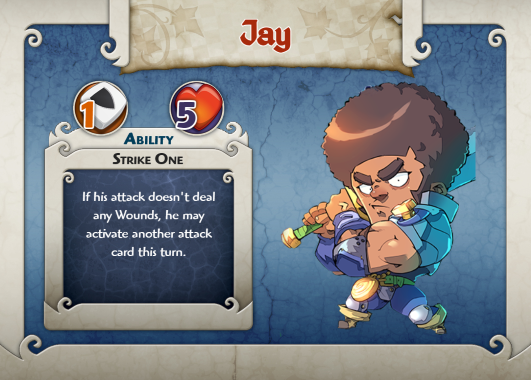 Jay
1 5
Ability
Strike One
If his attack doesn't deal
any Wounds, he may
activate another attack
card this turn.